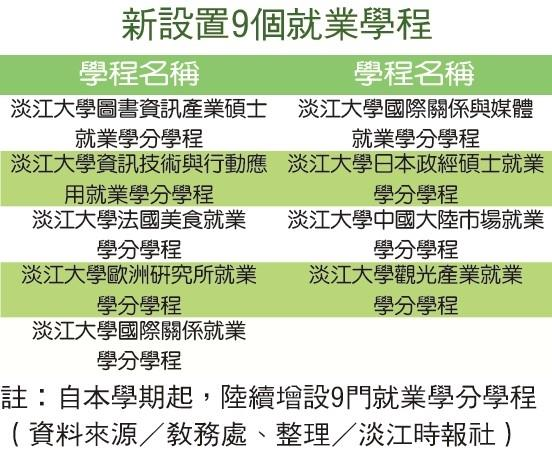 新設置9個就業學程
學程名稱 學程名稱
淡江大學圖書資訊產業碩士 淡江大學國際關係與媒體
就業學分學程 就業學分學程
淡江大學資訊技術與行動應 淡江大學日本政經碩士就業
用就業學分學程 學分學程
淡江大學法國美食就業 淡江大學中國大陸市場就業
學分學程 學分學程
淡江大學歐洲研究所就業 淡江大學觀光產業就業
學分學程 學分學程
淡江大學國際關係就業
學分學程
註：自本學期起，陸續增設9門就業學分學程
（資料來源／教務處、整理／淡江時報社）